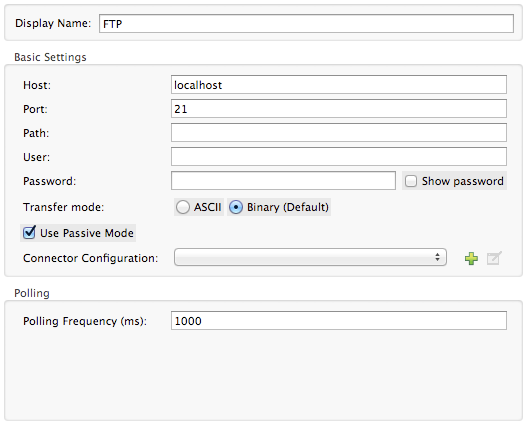 Display Name: FTP
Basic Settings
Host: localhost
Port: 21
Path:
User:
Password: Show password
Transfer mode: ASCII Binary (Default)
Use Passive Mode
Connector Configuration:
Polling
Polling Frequency (ms): 1000